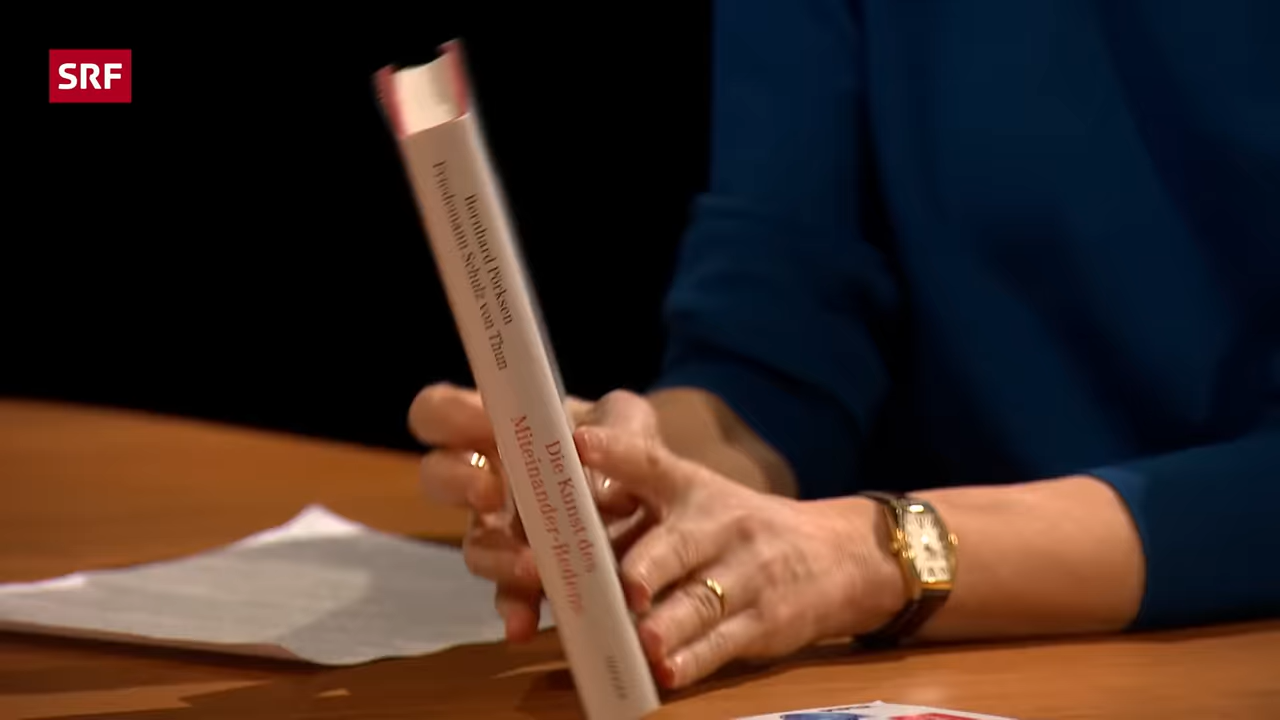 SRF
Bernhard Pörksen
Friedemann Schulz von Thun
Die Kunst des
Miteinander-Redens